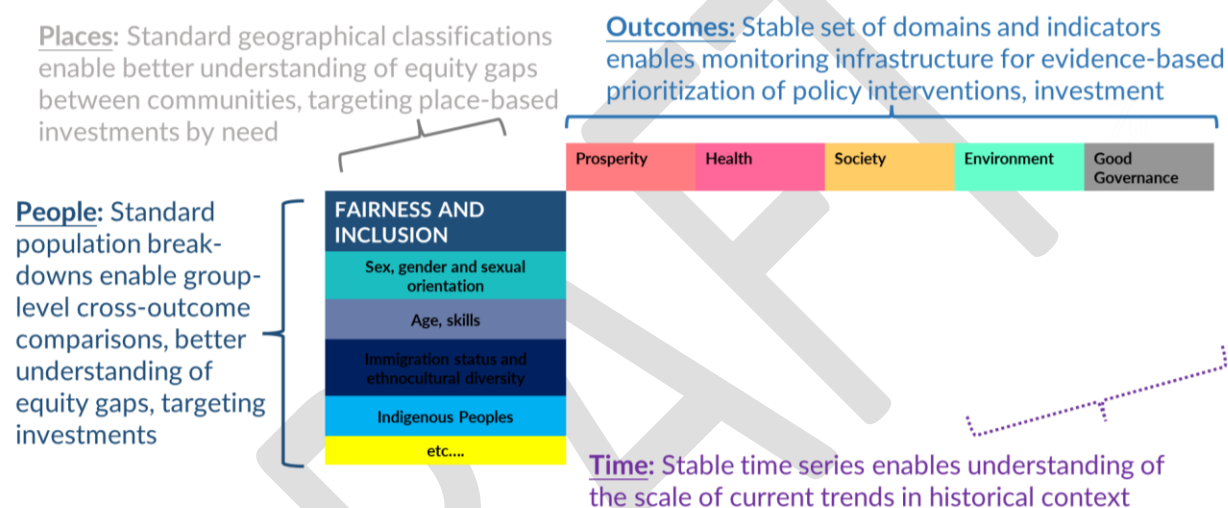 Places: Standard geographical classifications
enable better understanding of equity gaps
between communities, targeting place-based
investments by need
Outcomes: Stable set of domains and indicators
enables monitoring infrastructure for evidence-based
prioritization of policy interventions, investment
Prosperity
Health
Society
Environment
Good
Governance
People: Standard
population break-
downs enable group-
level cross-outcome
comparisons, better
understanding of
equity gaps, targeting
investments
FAIRNESS AND
INCLUSION
Sex, gender and sexual
orientation
Age, skills
Immigration status and
ethnocultural diversity
Indigenous Peoples
etc....
Time: Stable time series enables understanding of
the scale of current trends in historical context
DRAFT